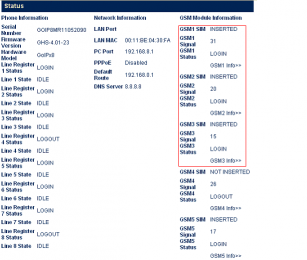 Status
Phone Information
Serial Number
Firmware Version GHS-4.01-23
Hardware Model GoIPx8
Line Register 1 Status LOGIN
Line 1 State IDLE
Line Register 2 Status LOGIN
Line 2 State IDLE
Line Register 3 Status LOGIN
Line 3 State IDLE
Line Register 4 Status LOGOUT
Line 4 State IDLE
Line Register 5 Status LOGIN
Line 5 State IDLE
Line Register 6 Status LOGIN
Line 6 State IDLE
Line Register 7 Status LOGIN
Line 7 State IDLE
Line Register 8 Status LOGOUT
Line 8 State IDLE
Network Information
LAN Port
LAN MAC 00:11:BE:04:30:FA
PC Port 192.168.8.1
PPPoE Disabled
Default Route 192.168.0.1
DNS Server 8.8.8.8
GSM Module Information
GSM1 SIM INSERTED
GSM1 Signal 31
GSM1 Status LOGIN
GSM1 Info>>
GSM2 SIM INSERTED
GSM2 Signal 20
GSM2 Status LOGIN
GSM2 Info>>
GSM3 SIM INSERTED
GSM3 Signal 15
GSM3 Status LOGIN
GSM3 Info>>
GSM4 SIM NOT INSERTED
GSM4 Signal 26
GSM4 Status LOGOUT
GSM4 Info>>
GSM5 SIM INSERTED
GSM5 Signal 17
GSM5 Status LOGIN
GSM5 Info>>